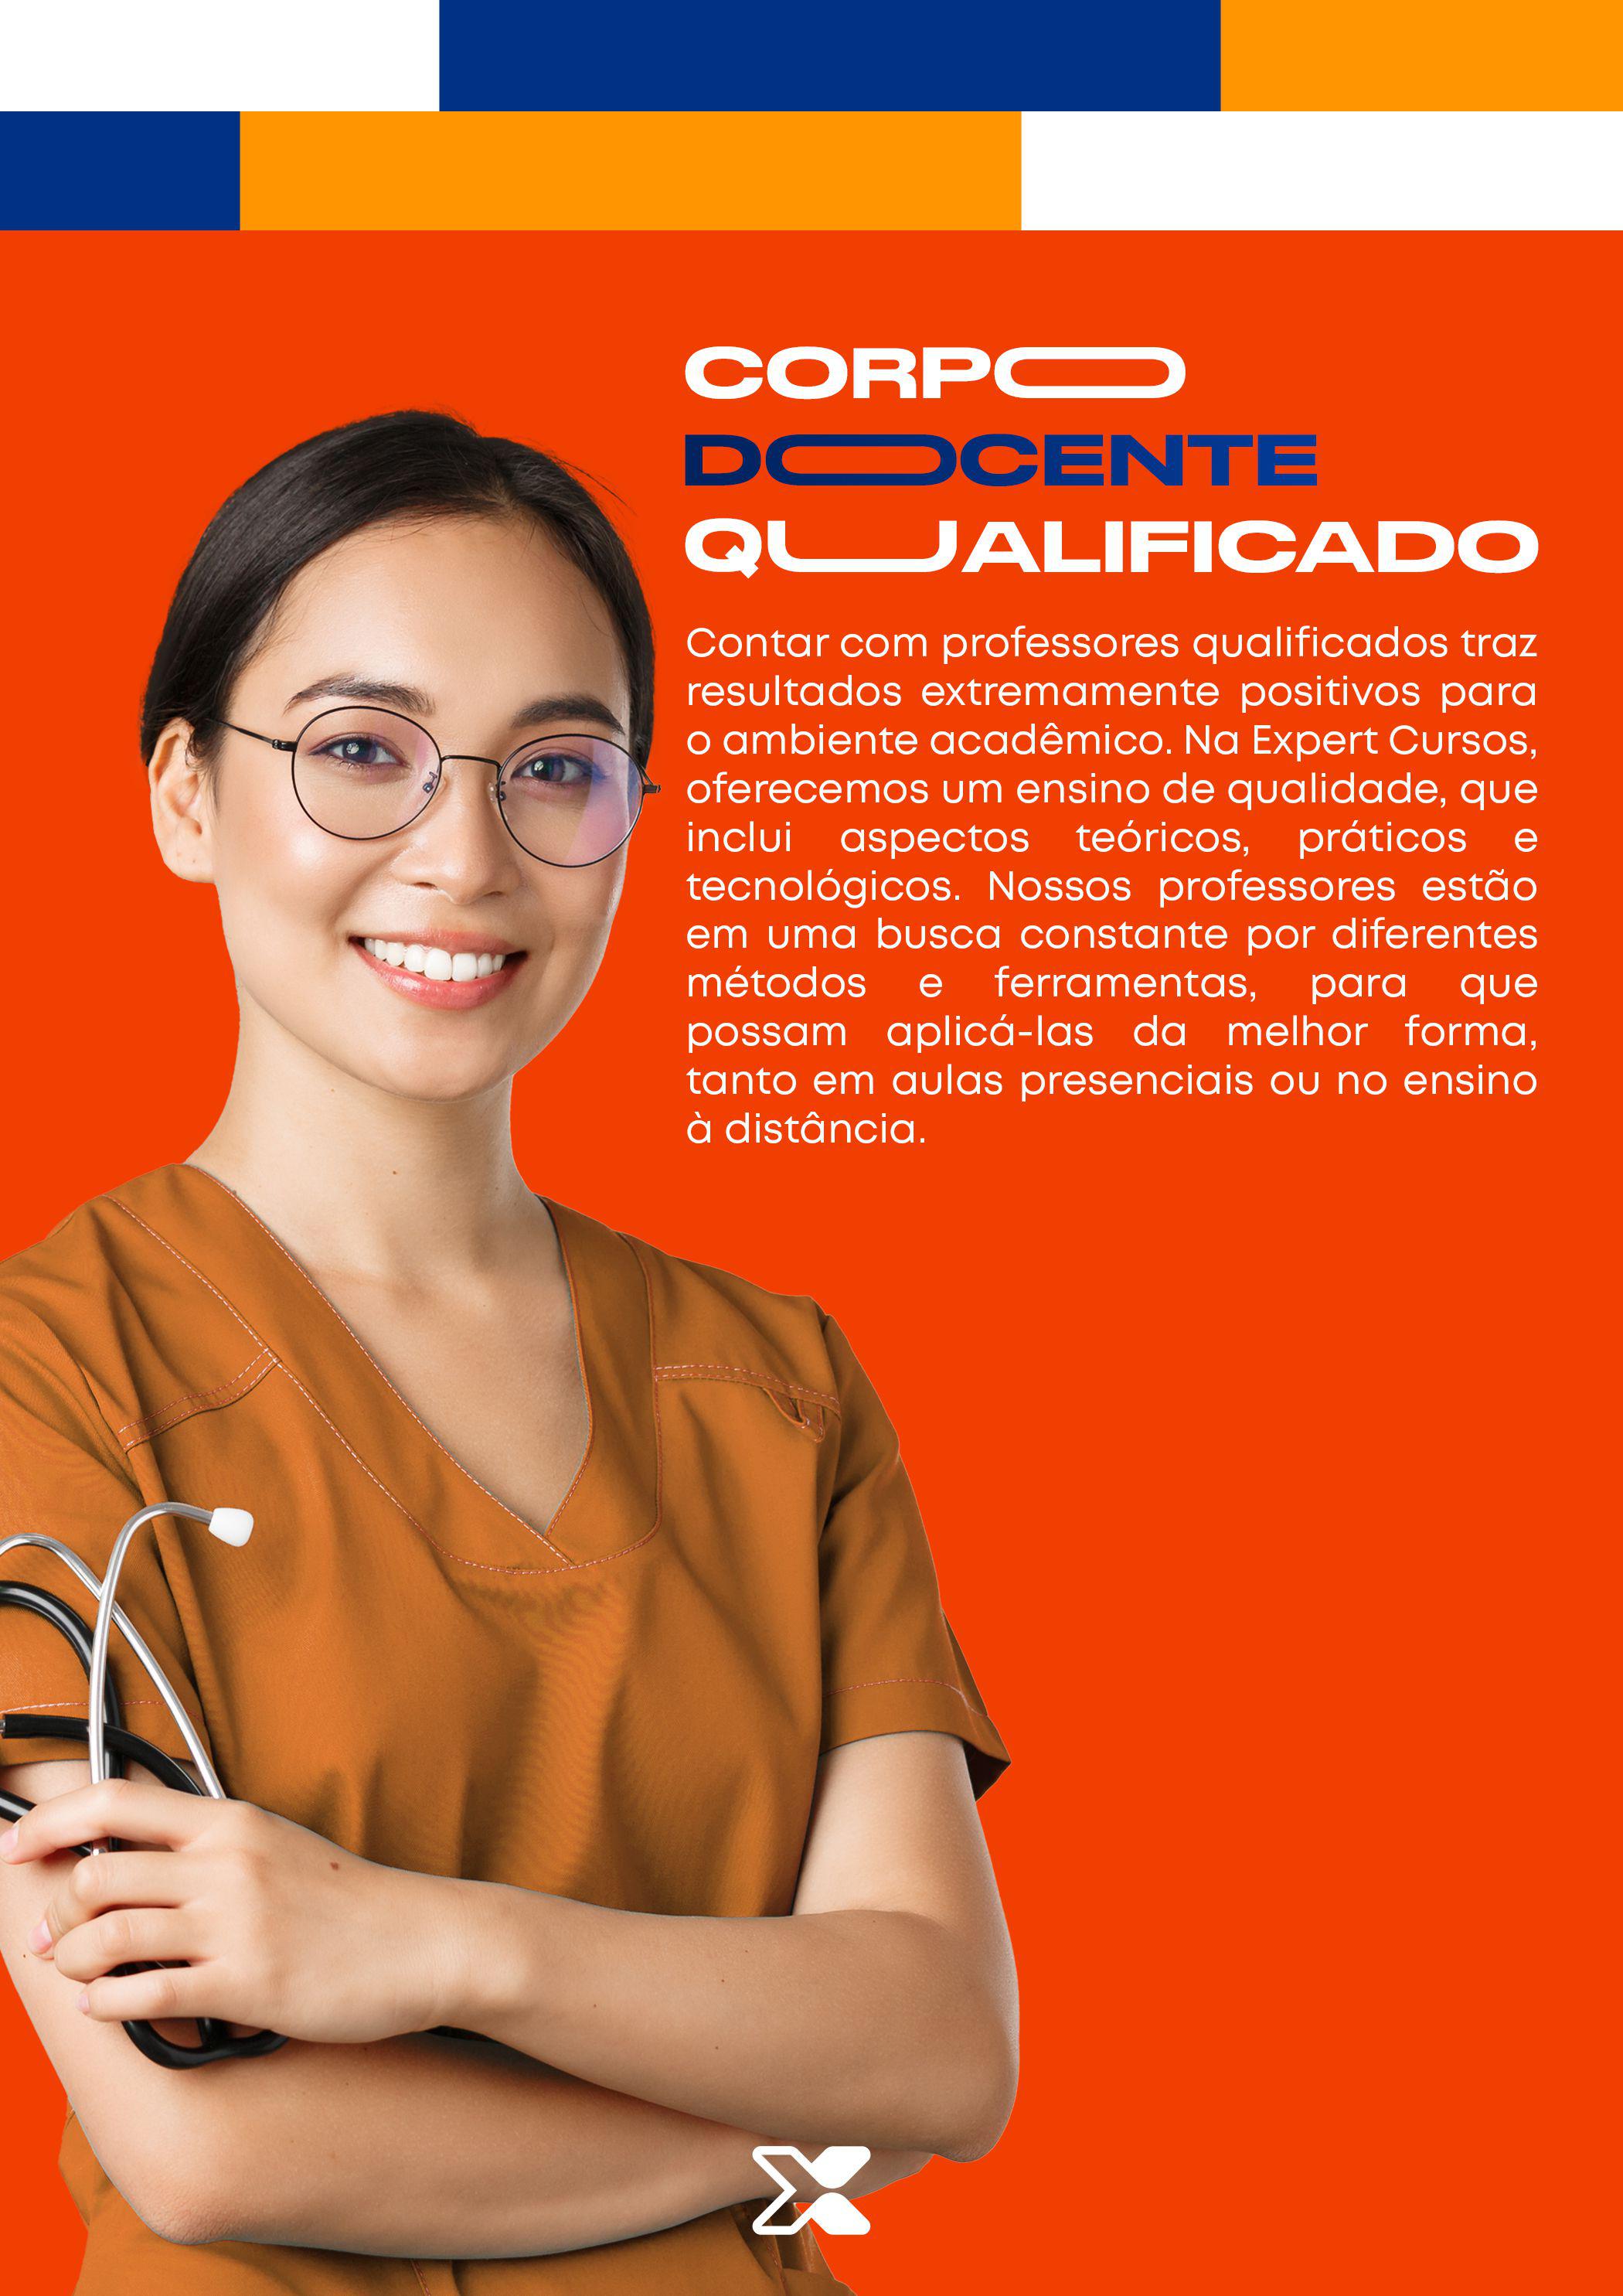 CORPO
DOCENTE
QUALIFICADO
Contar com professores qualificados traz
resultados extremamente positivos para
o ambiente acadêmico. Na Expert Cursos,
oferecemos um ensino de qualidade, que
inclui aspectos teóricos, práticos e
tecnológicos. Nossos professores estão
em uma busca constante por diferentes
métodos e ferramentas, para que
possam aplicá-las da melhor forma,
tanto em aulas presenciais ou no ensino
à distância.